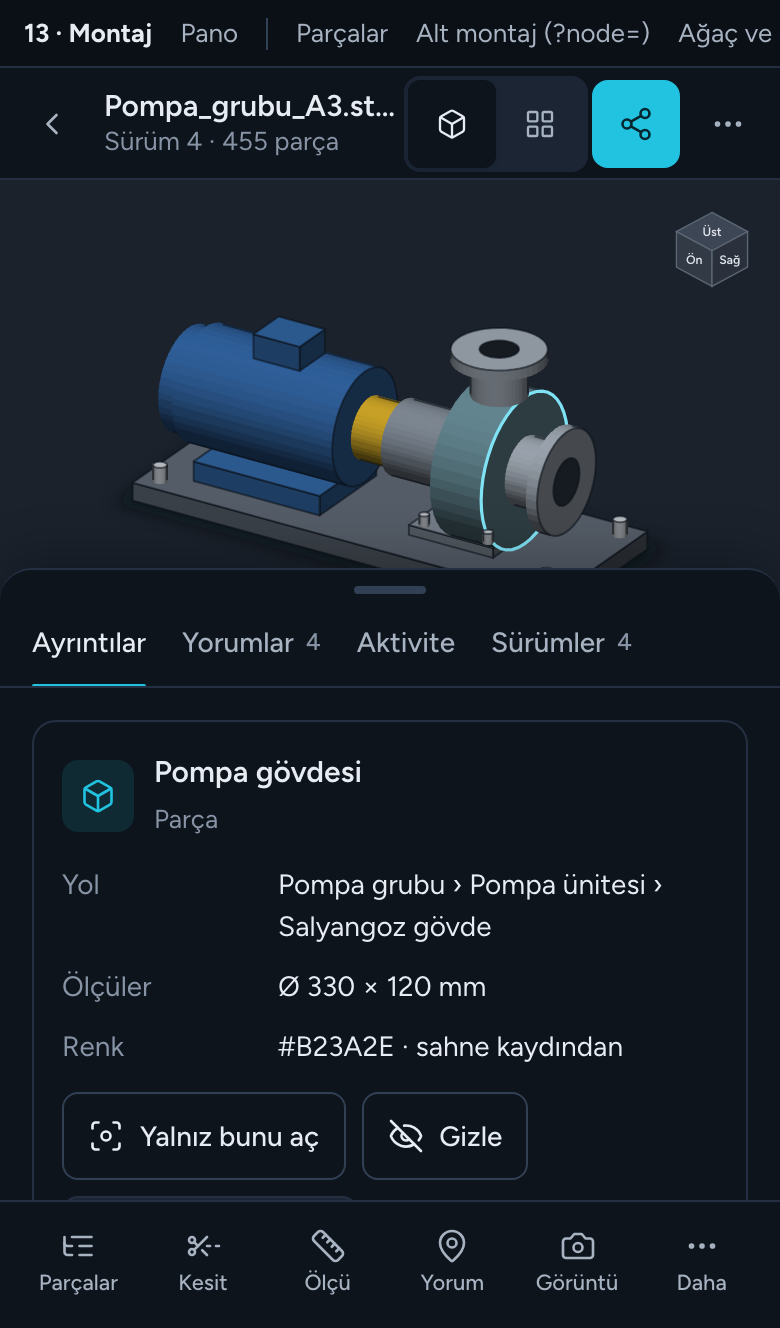 13 · Montaj Pano Parçalar Alt montaj (?node=) Ağaç ve
Pompa_grubu_A3.st...
Sürüm 4 · 455 parça
Üst
Ön Sağ
Ayrıntılar Yorumlar 4 Aktivite Sürümler 4
Pompa gövdesi
Parça
Yol Pompa grubu › Pompa ünitesi ›
Salyangoz gövde
Ölçüler Ø 330 × 120 mm
Renk #B23A2E · sahne kaydından
Yalnız bunu aç Gizle
Parçalar Kesit Ölçü Yorum Görüntü Daha